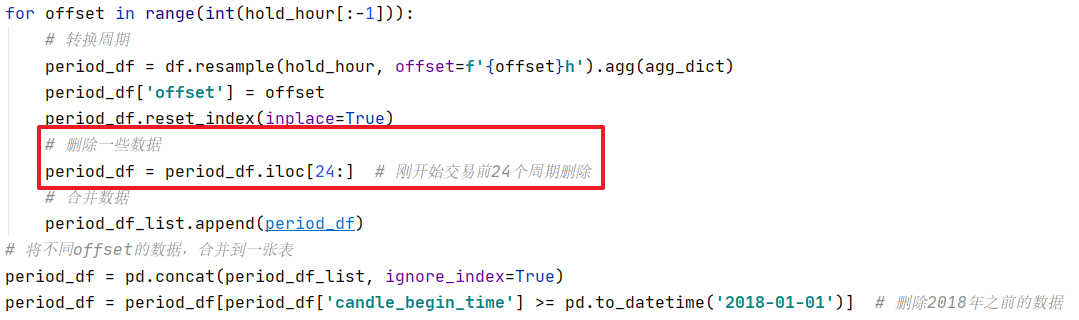 for offset in range(int(hold_hour[:-1])):
    # 转换周期
    period_df = df.resample(hold_hour, offset=f'{offset}h').agg(agg_dict)
    period_df['offset'] = offset
    period_df.reset_index(inplace=True)
    # 删除一些数据
    period_df = period_df.iloc[24:]  # 刚开始交易前24个周期删除
    # 合并数据
    period_df_list.append(period_df)
# 将不同offset的数据，合并到一张表
period_df = pd.concat(period_df_list, ignore_index=True)
period_df = period_df[period_df['candle_begin_time'] >= pd.to_datetime('2018-01-01')]  # 删除2018年之前的数据